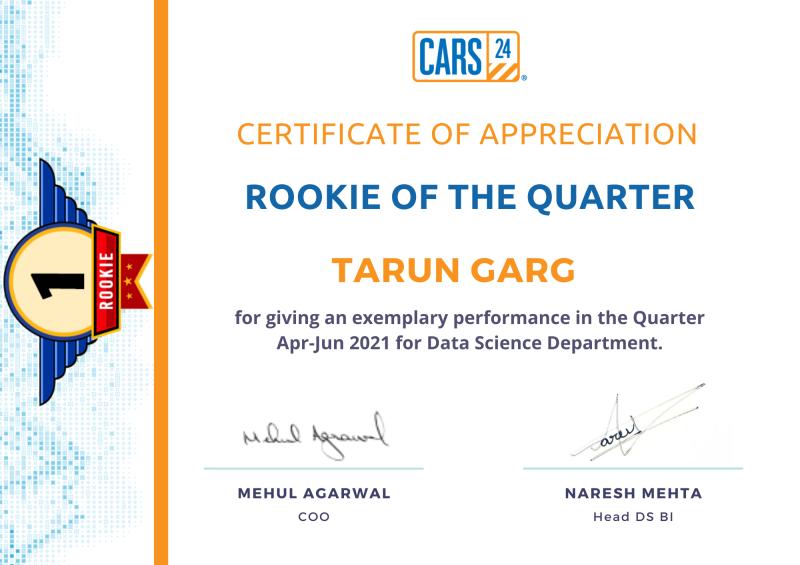 CARS 24
CERTIFICATE OF APPRECIATION
ROOKIE OF THE QUARTER
1
ROOKIE
TARUN GARG
for giving an exemplary performance in the Quarter
Apr-Jun 2021 for Data Science Department.
Mehul Agrawal
MEHUL AGARWAL
COO
NARESH MEHTA
Head DS BI